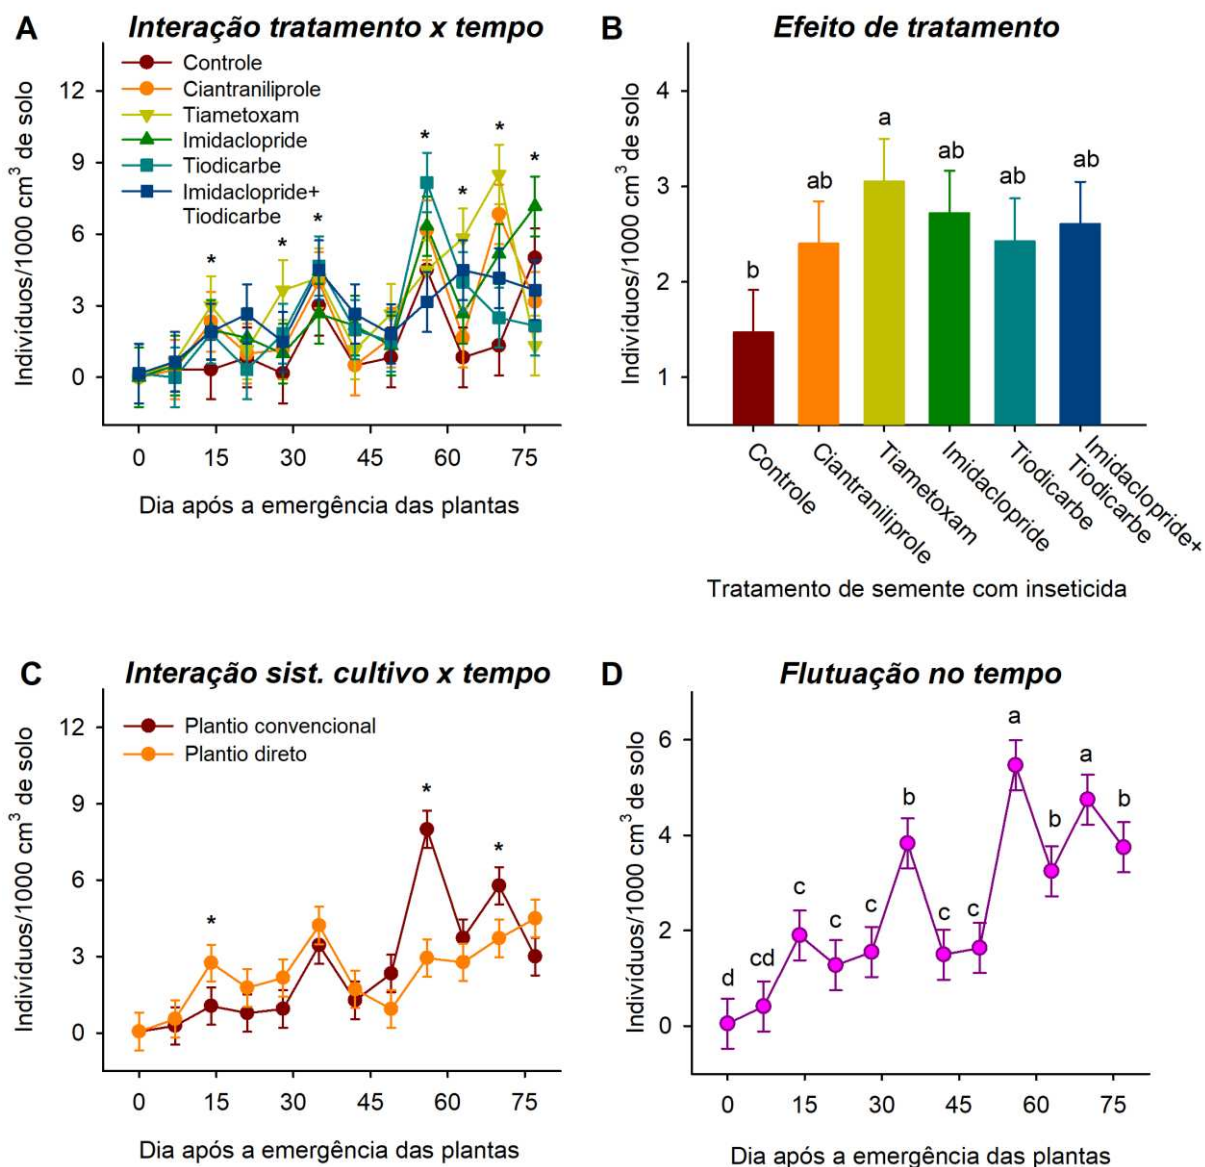 A
Interação tratamento x tempo
Controle
Ciantraniliprole
Tiametoxam
Imidaclopride
Tiodicarbe
Imidaclopride+
Tiodicarbe
Indivíduos/1000 cm³ de solo
12
9
6
3
0
* * * * * * *
0 15 30 45 60 75
Dia após a emergência das plantas
B
Efeito de tratamento
Indivíduos/1000 cm³ de solo
4
3
2
1
b ab a ab ab ab
Controle
Ciantraniliprole
Tiametoxam
Imidaclopride
Tiodicarbe
Imidaclopride+
Tiodicarbe
Tratamento de semente com inseticida
C
Interação sist. cultivo x tempo
Plantio convencional
Plantio direto
Indivíduos/1000 cm³ de solo
12
9
6
3
0
* * *
0 15 30 45 60 75
Dia após a emergência das plantas
D
Flutuação no tempo
Indivíduos/1000 cm³ de solo
6
4
2
0
d cd c c c b c c a b a b
0 15 30 45 60 75
Dia após a emergência das plantas